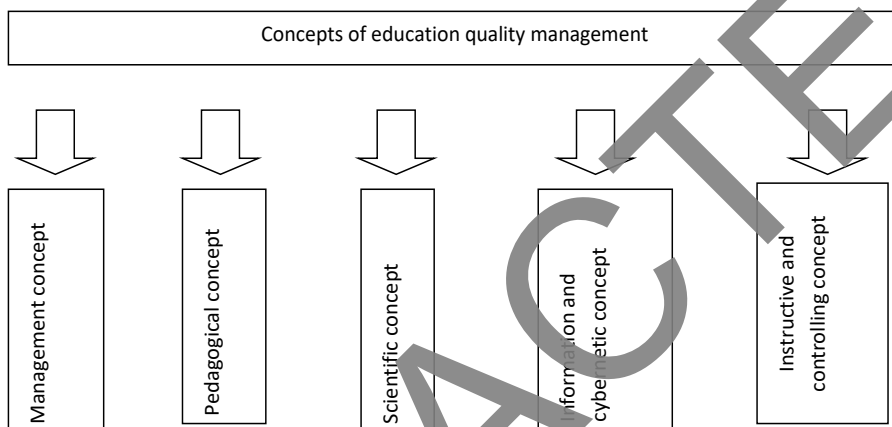 Concepts of education quality management
Management concept
Pedagogical concept
Scientific concept
Information and
cybernetic concept
Instructive and
controlling concept
ACTE